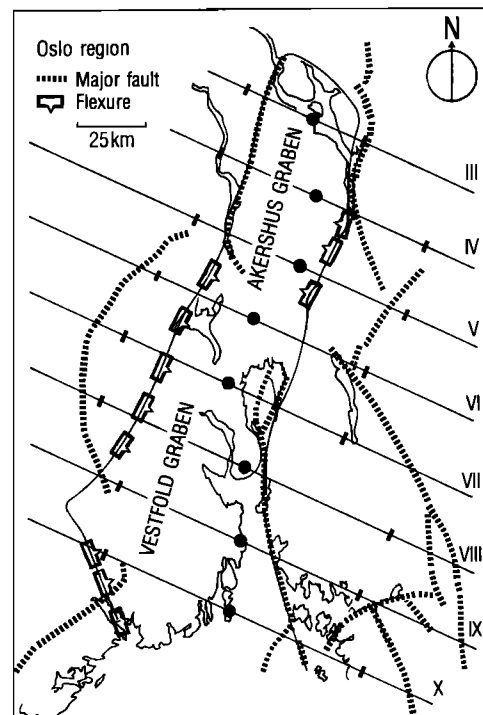 Oslo region
Major fault
Flexure
25km
N
AKERSHUS GRABEN
VESTFOLD GRABEN
III
IV
V
VI
VII
VIII
IX
X